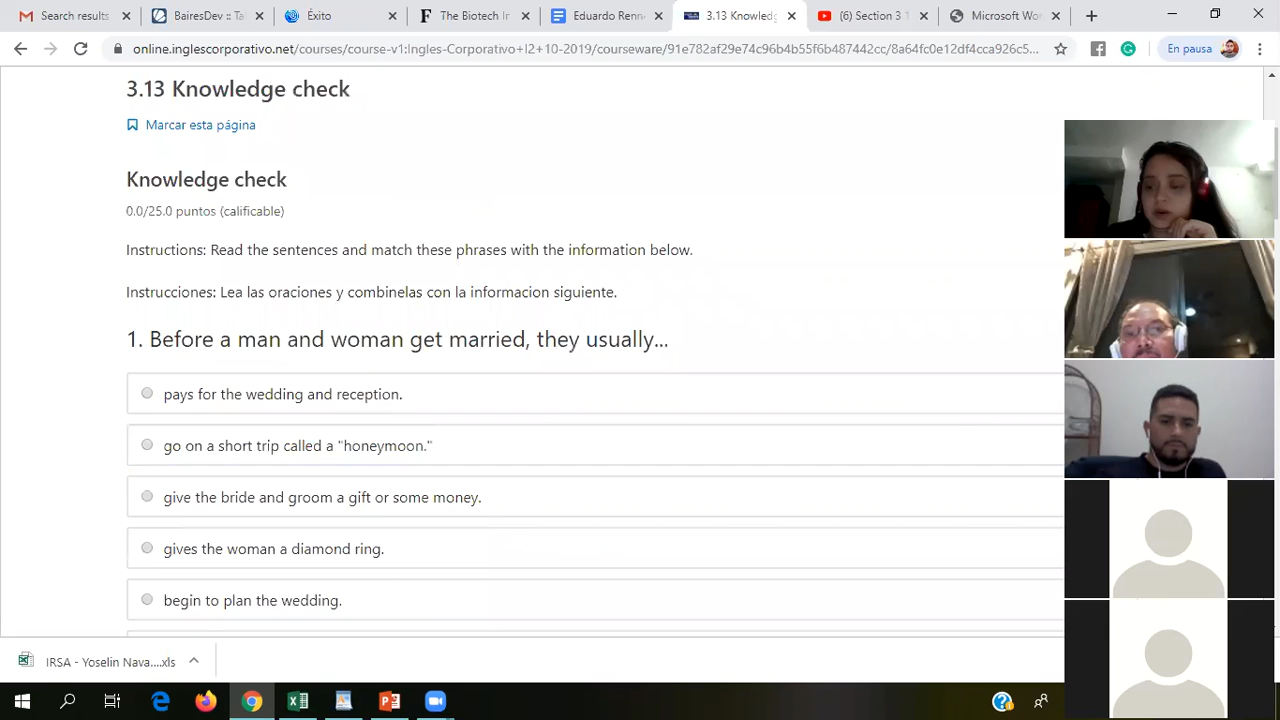 Search results
BairesDev :: Ta
Éxito
The Biotech In
Eduardo Renne
3.13 Knowledg
(6) Section 3 1
Microsoft Wo
online.inglescorporativo.net/courses/course-v1:Ingles-Corporativo+I2+10-2019/courseware/91e782af29e74c96b4b55f6b487442cc/8a64fc0e12df4cca926c5...
En pausa
3.13 Knowledge check
Marcar esta página
Knowledge check
0.0/25.0 puntos (calificable)
Instructions: Read the sentences and match these phrases with the information below.
Instrucciones: Lea las oraciones y combinelas con la informacion siguiente.
1. Before a man and woman get married, they usually...
pays for the wedding and reception.
go on a short trip called a "honeymoon."
give the bride and groom a gift or some money.
gives the woman a diamond ring.
begin to plan the wedding.
IRSA - Yoselin Nava....xls